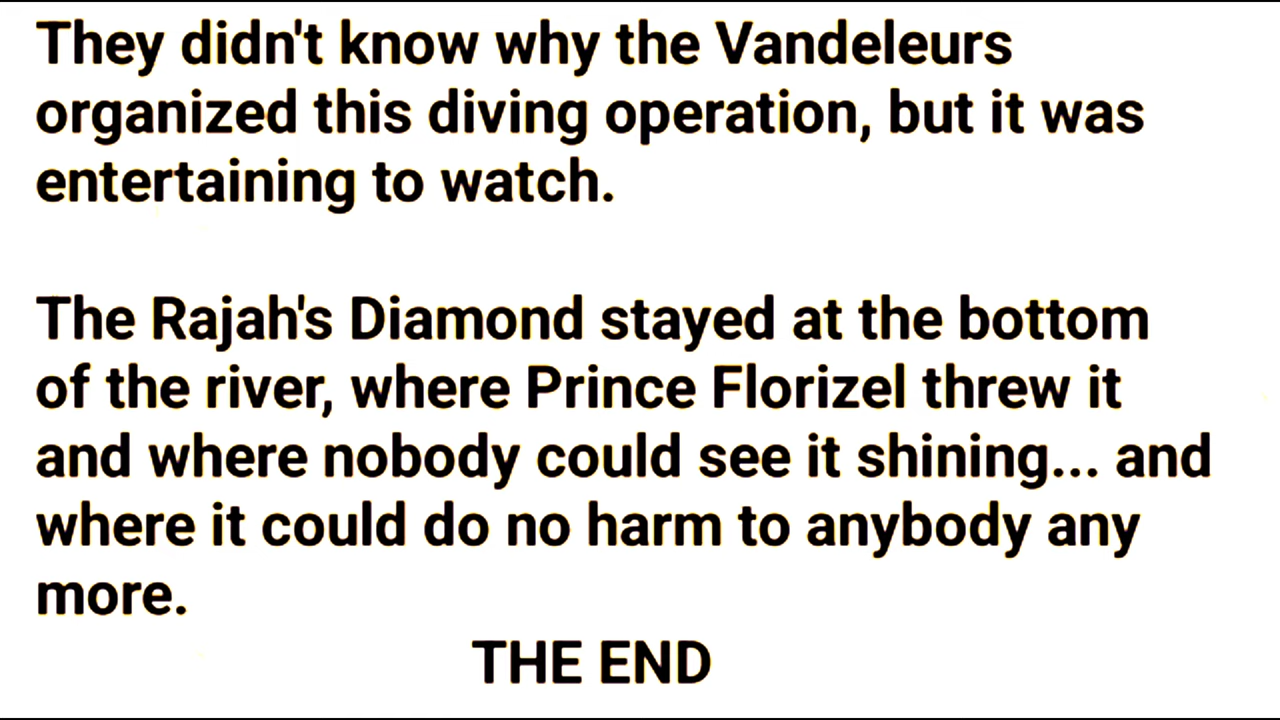 They didn't know why the Vandeleurs
organized this diving operation, but it was
entertaining to watch.
The Rajah's Diamond stayed at the bottom
of the river, where Prince Florizel threw it
and where nobody could see it shining... and
where it could do no harm to anybody any
more.
THE END